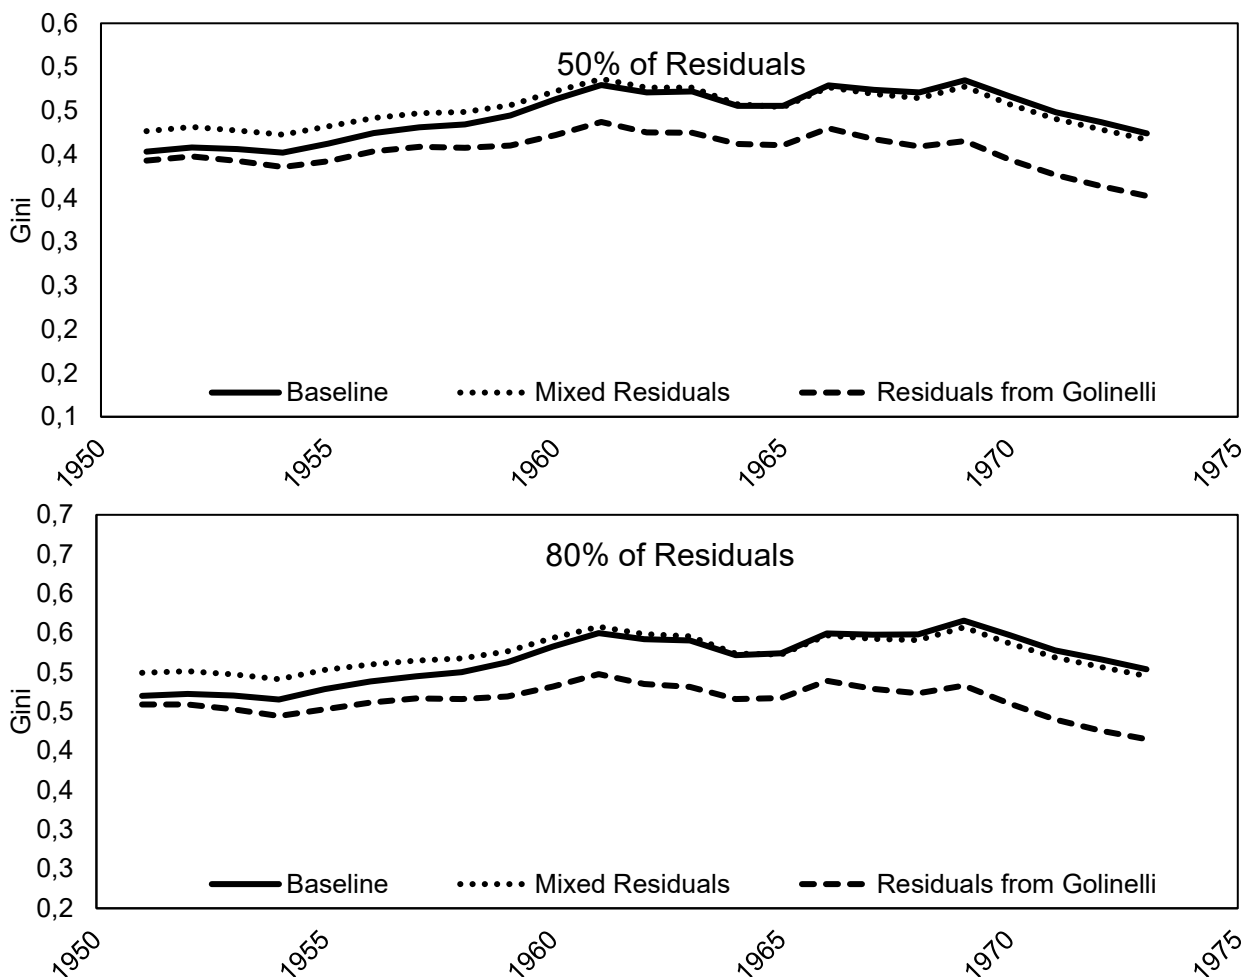 0,6
50% of Residuals
0,5
0,5
0,4
0,4
Gini
0,3
0,3
0,2
0,2
Baseline Mixed Residuals Residuals from Golinelli
0,1
1950 1955 1960 1965 1970 1975
0,7
80% of Residuals
0,7
0,6
0,6
0,5
0,5
Gini
0,4
0,4
0,3
0,3
Baseline Mixed Residuals Residuals from Golinelli
0,2
1950 1955 1960 1965 1970 1975